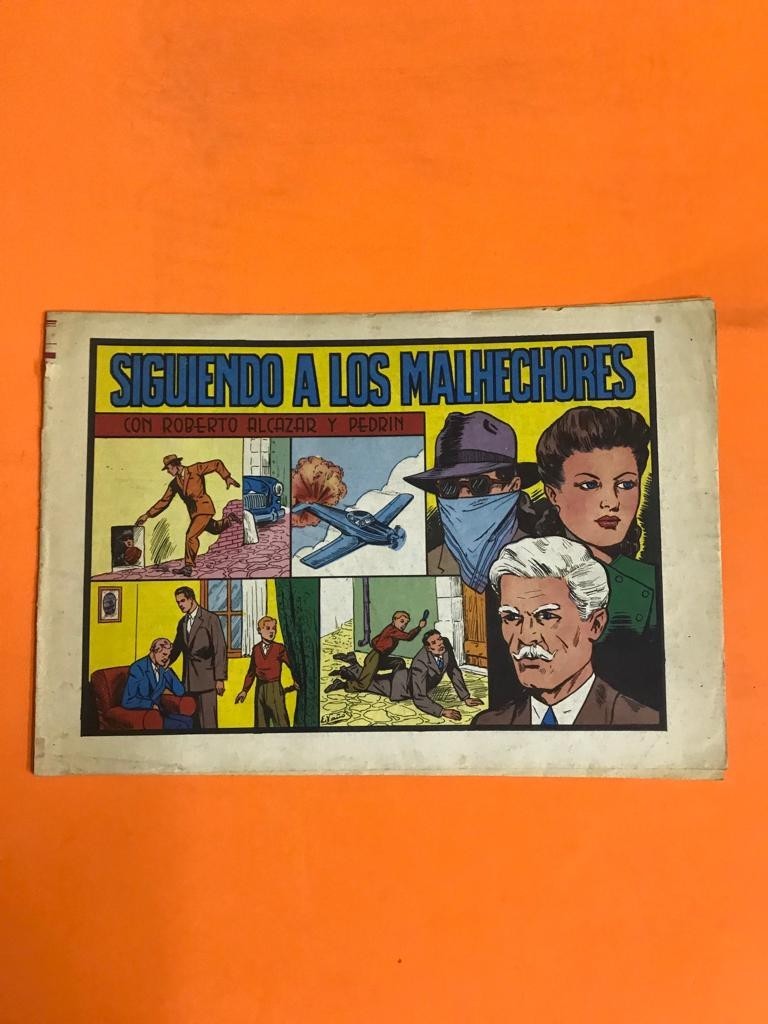 SIGUIENDO A LOS MALHECHORES
CON ROBERTO ALCAZAR Y PEDRIN